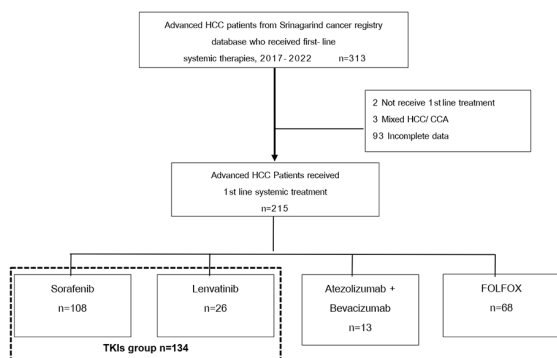 Advanced HCC patients from Srinagarind cancer registry
database who received first- line
systemic therapies, 2017- 2022 n=313
2 Not receive 1st line treatment
3 Mixed HCC/ CCA
93 Incomplete data
Advanced HCC Patients received
1st line systemic treatment
n=215
Sorafenib
n=108
Lenvatinib
n=26
Atezolizumab +
Bevacizumab
n=13
FOLFOX
n=68
TKIs group n=134